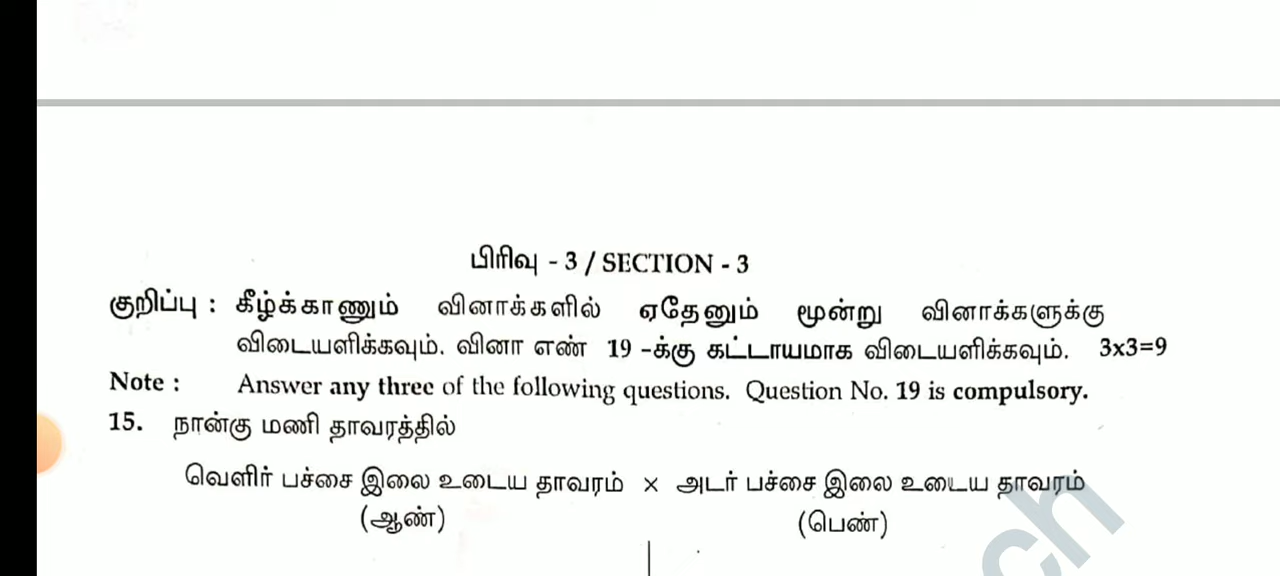 பிரிவு - 3 / SECTION - 3
குறிப்பு : கீழ்க்காணும் வினாக்களில் ஏதேனும் மூன்று வினாக்களுக்கு
விடையளிக்கவும். வினா எண் 19 -க்கு கட்டாயமாக விடையளிக்கவும். 3x3=9
Note : Answer any three of the following questions. Question No. 19 is compulsory.
15. நான்கு மணி தாவரத்தில்
வெளிர் பச்சை இலை உடைய தாவரம் x அடர் பச்சை இலை உடைய தாவரம்
(ஆண்) (பெண்)
ch